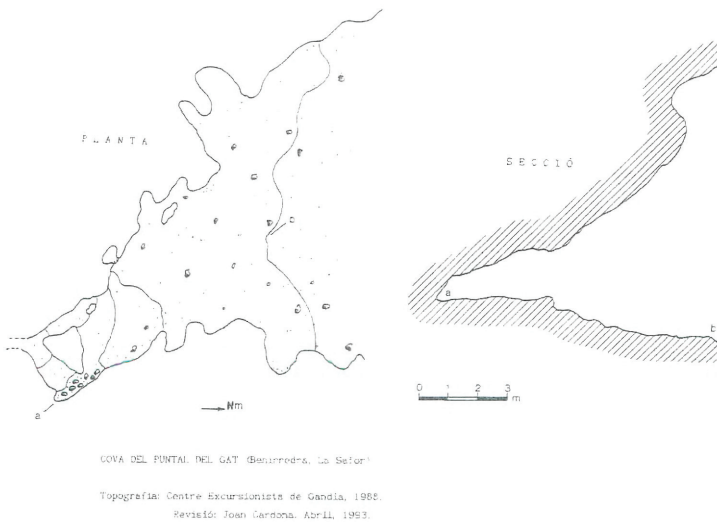 PLANTA
SECCIÓ
a
b
a
b
Nm
0 1 2 3
m
COVA DEL PUNTAL DEL GAT (Benirredrà, La Safor)
Topografia: Centre Excursionista de Gandia, 1988.
Revisió: Joan Cardona. Abril, 1993.